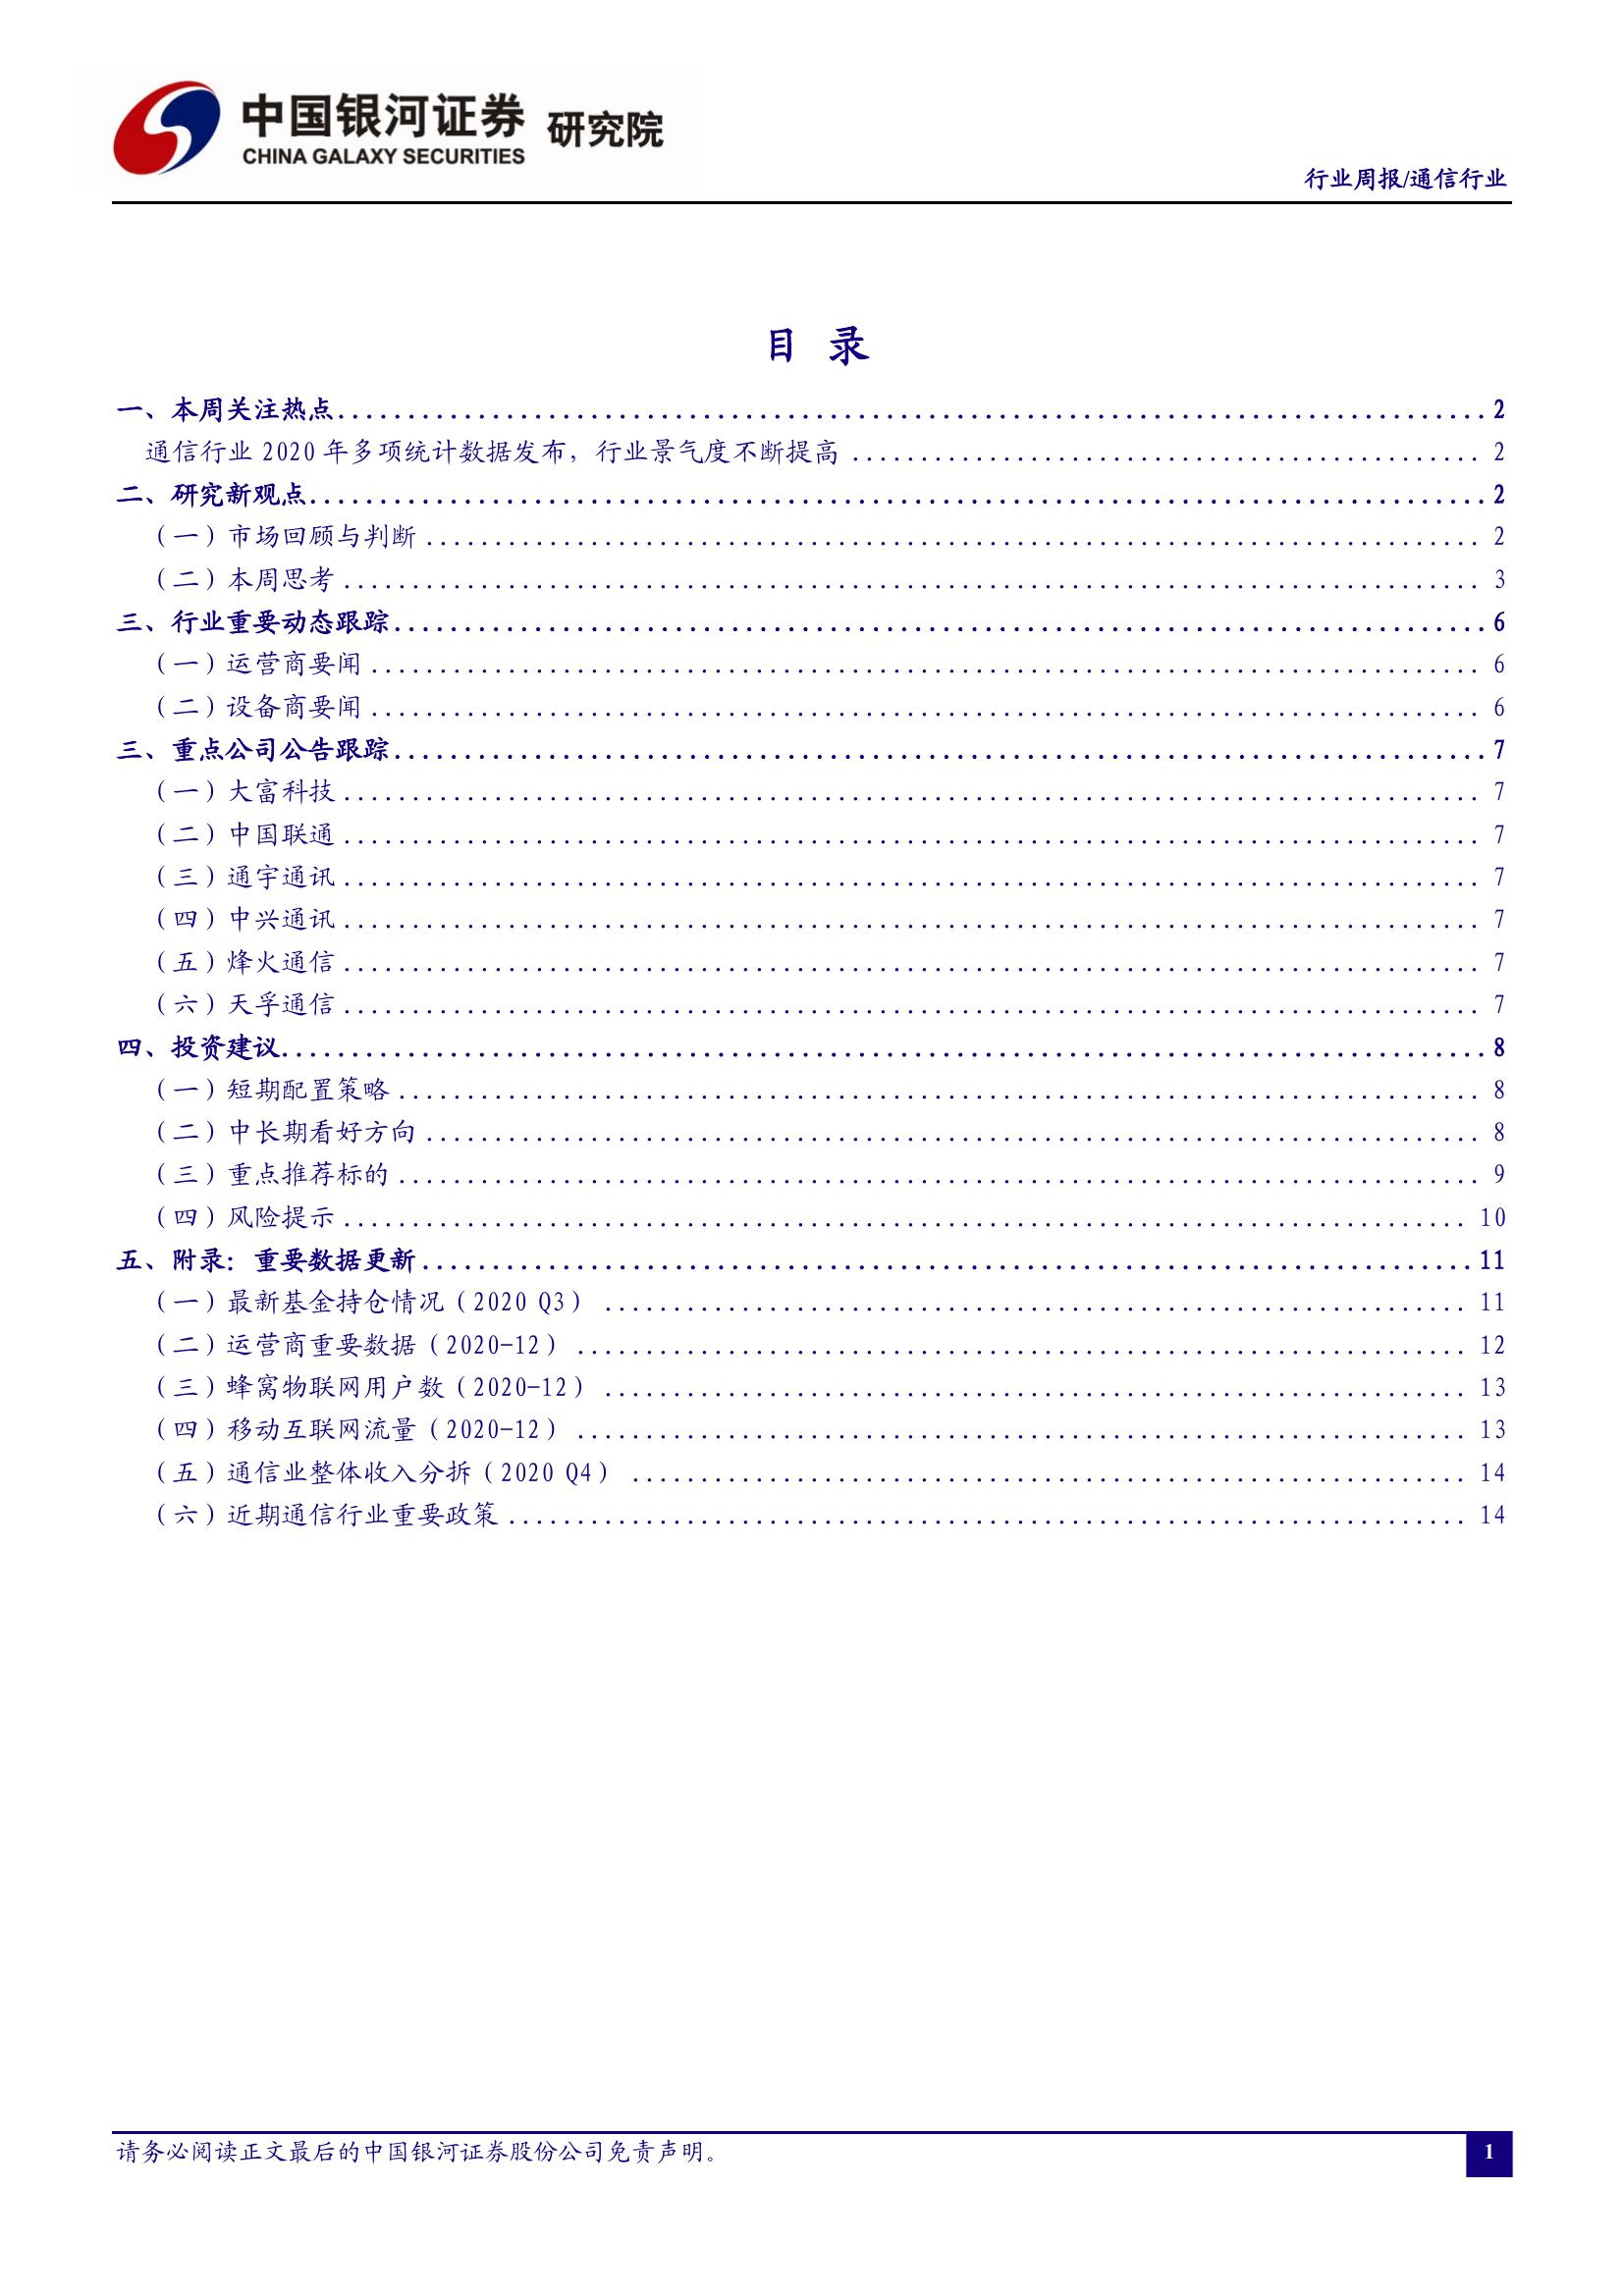 中国银河证券 研究院
CHINA GALAXY SECURITIES
行业周报/通信行业
目 录
一、本周关注热点 2
通信行业 2020 年多项统计数据发布，行业景气度不断提高 2
二、研究新观点 2
（一）市场回顾与判断 2
（二）本周思考 3
三、行业重要动态跟踪 6
（一）运营商要闻 6
（二）设备商要闻 6
三、重点公司公告跟踪 7
（一）大富科技 7
（二）中国联通 7
（三）通宇通讯 7
（四）中兴通讯 7
（五）烽火通信 7
（六）天孚通信 7
四、投资建议 8
（一）短期配置策略 8
（二）中长期看好方向 8
（三）重点推荐标的 9
（四）风险提示 10
五、附录：重要数据更新 11
（一）最新基金持仓情况（2020 Q3） 11
（二）运营商重要数据（2020-12） 12
（三）蜂窝物联网用户数（2020-12） 13
（四）移动互联网流量（2020-12） 13
（五）通信业整体收入分拆（2020 Q4） 14
（六）近期通信行业重要政策 14
请务必阅读正文最后的中国银河证券股份公司免责声明。
1